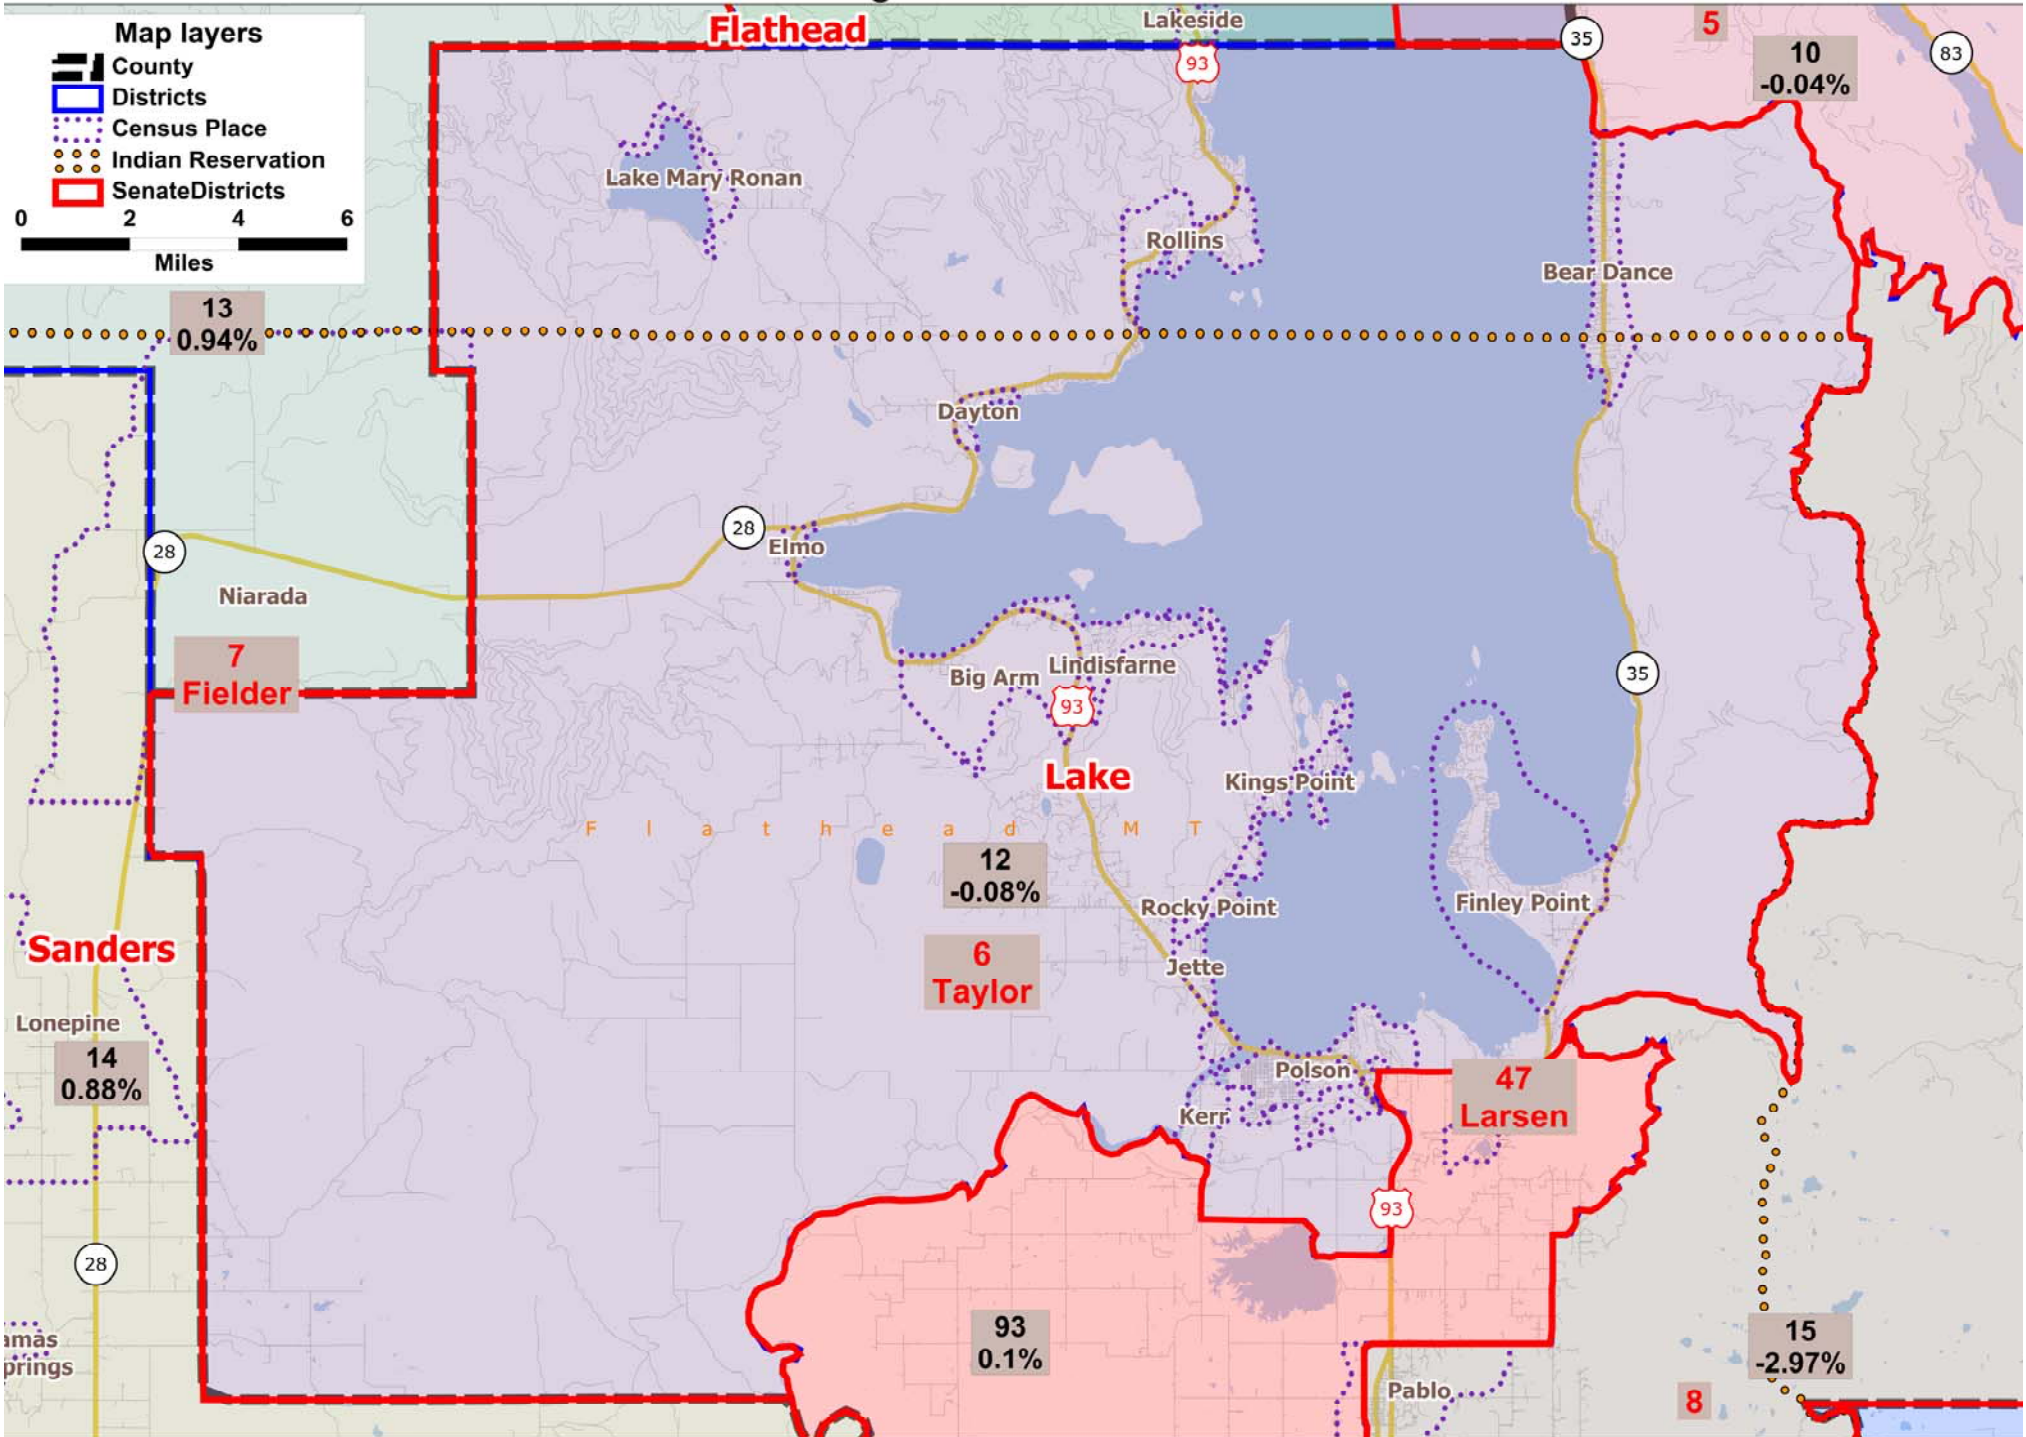 Map layers
County
Districts
Census Place
Indian Reservation
SenateDistricts
0 2 4 6
Miles
Flathead
Lakeside
93
35
5
10
-0.04%
83
Lake Mary Ronan
Rollins
Bear Dance
13
0.94%
Dayton
28
28
Elmo
Niarada
7
Fielder
Big Arm
Lindisfarne
93
35
Lake
Kings Point
Flathead MT
12
-0.08%
Rocky Point
Finley Point
Sanders
6
Taylor
Jette
Lonepine
14
0.88%
Polson
47
Larsen
Kerr
93
28
93
0.1%
15
-2.97%
amas
prings
Pablo
8